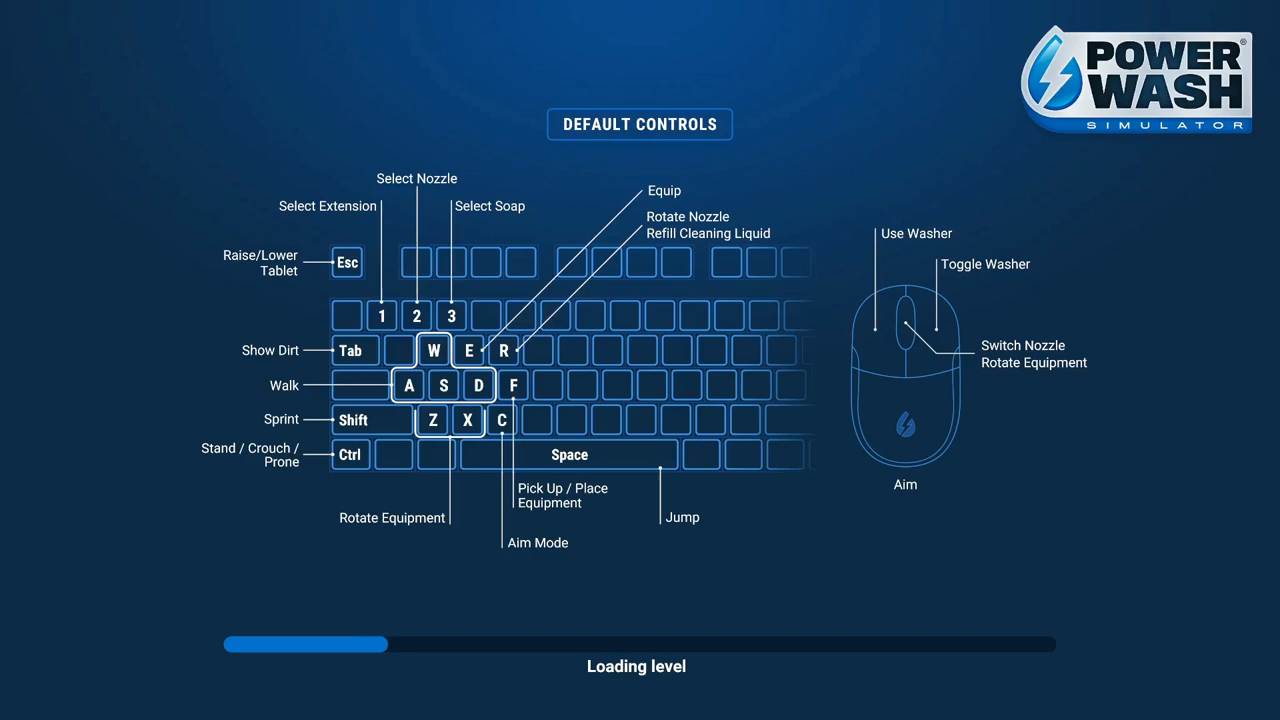 POWER
WASH®
SIMULATOR
DEFAULT CONTROLS
Select Nozzle
Select Extension
Select Soap
Equip
Rotate Nozzle
Refill Cleaning Liquid
Raise/Lower
Tablet
Esc
1 2 3
Show Dirt
Tab W E R
Walk
A S D F
Sprint
Shift Z X C
Stand / Crouch /
Prone
Ctrl Space
Rotate Equipment
Pick Up / Place
Equipment
Aim Mode
Jump
Use Washer
Toggle Washer
Switch Nozzle
Rotate Equipment
Aim
Loading level